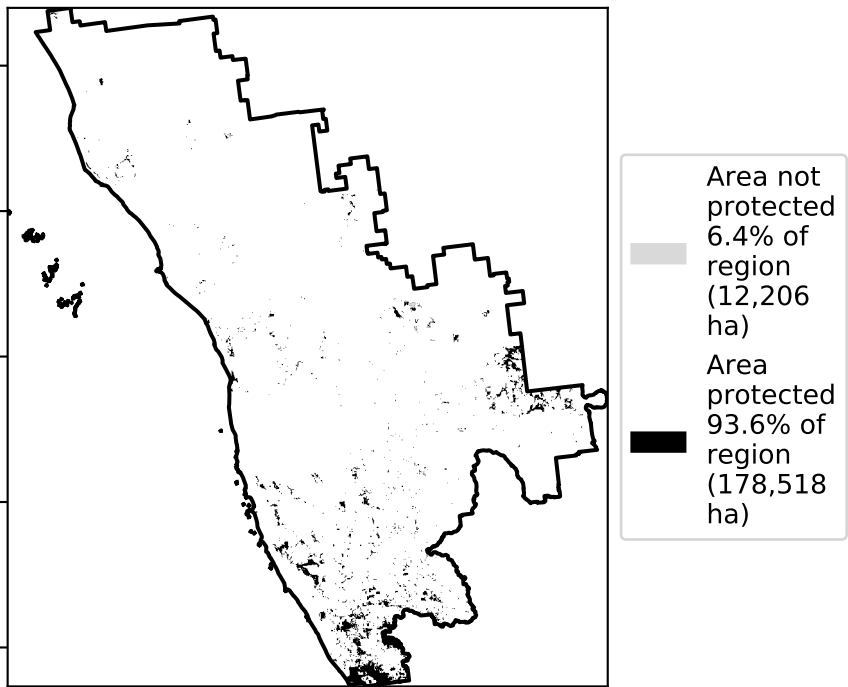 Area not
protected
6.4% of
region
(12,206
ha)
Area
protected
93.6% of
region
(178,518
ha)